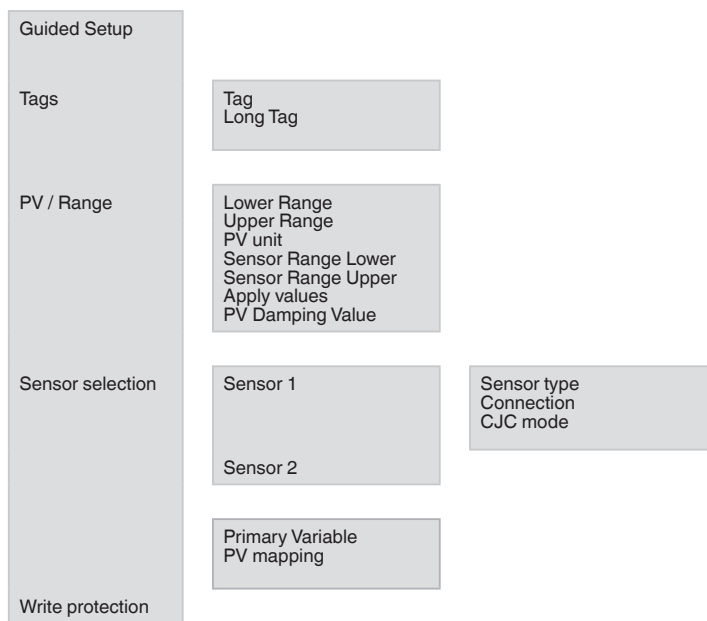 Guided Setup
Tags
Tag
Long Tag
PV / Range
Lower Range
Upper Range
PV unit
Sensor Range Lower
Sensor Range Upper
Apply values
PV Damping Value
Sensor selection
Sensor 1
Sensor type
Connection
CJC mode
Sensor 2
Primary Variable
PV mapping
Write protection